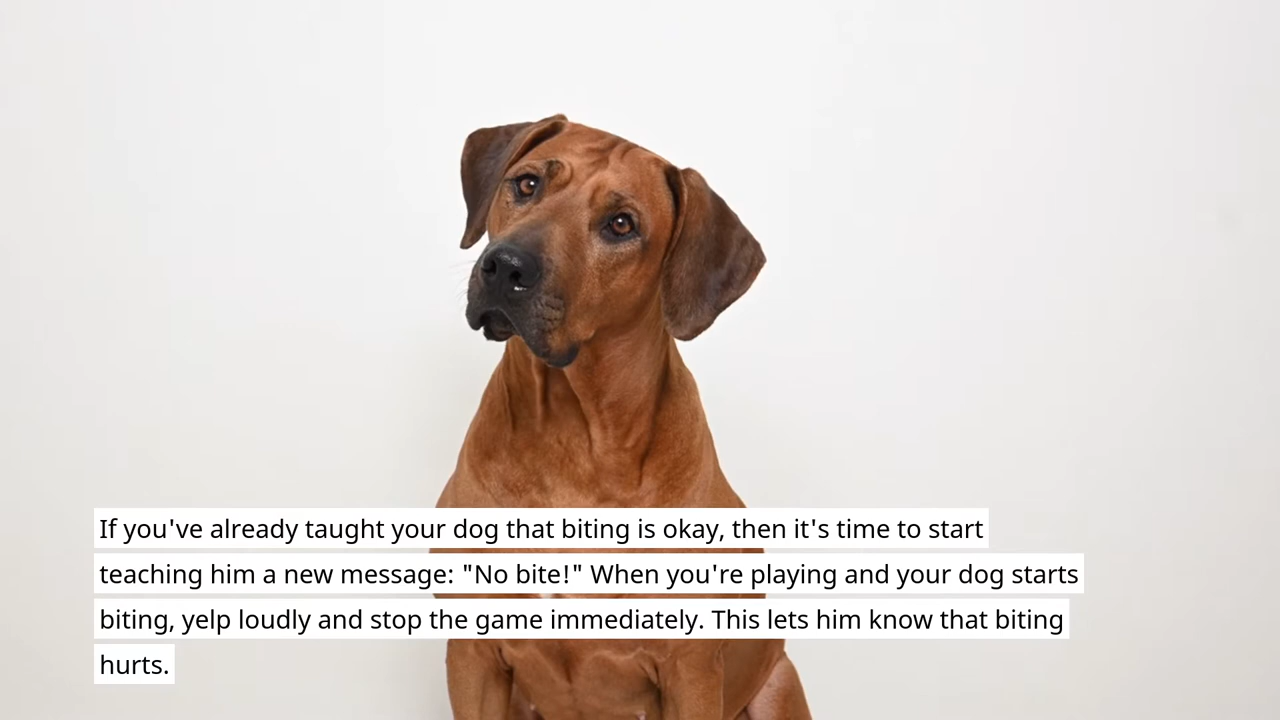 If you've already taught your dog that biting is okay, then it's time to start
teaching him a new message: "No bite!" When you're playing and your dog starts
biting, yelp loudly and stop the game immediately. This lets him know that biting
hurts.